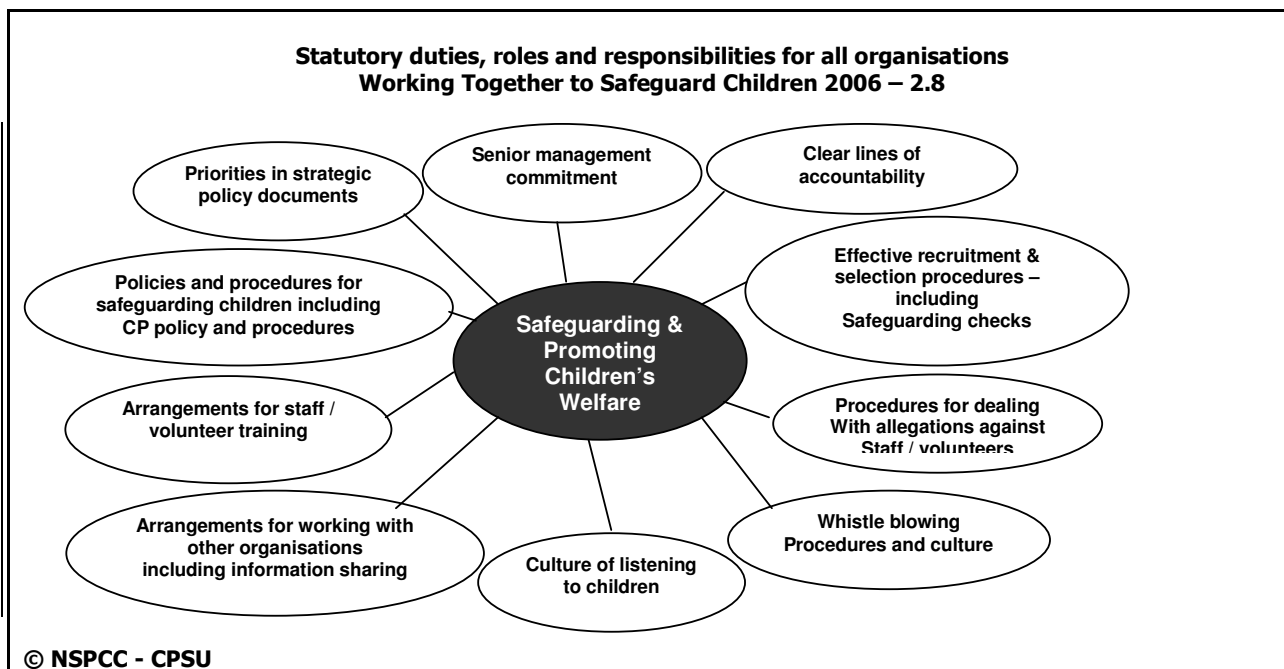 Statutory duties, roles and responsibilities for all organisations
Working Together to Safeguard Children 2006 – 2.8
Senior management
commitment
Clear lines of
accountability
Priorities in strategic
policy documents
Effective recruitment &
selection procedures –
including
Safeguarding checks
Policies and procedures for
safeguarding children including
CP policy and procedures
Safeguarding &
Promoting
Children's
Welfare
Arrangements for staff /
volunteer training
Procedures for dealing
With allegations against
Staff / volunteers
Arrangements for working with
other organisations
including information sharing
Culture of listening
to children
Whistle blowing
Procedures and culture
© NSPCC - CPSU